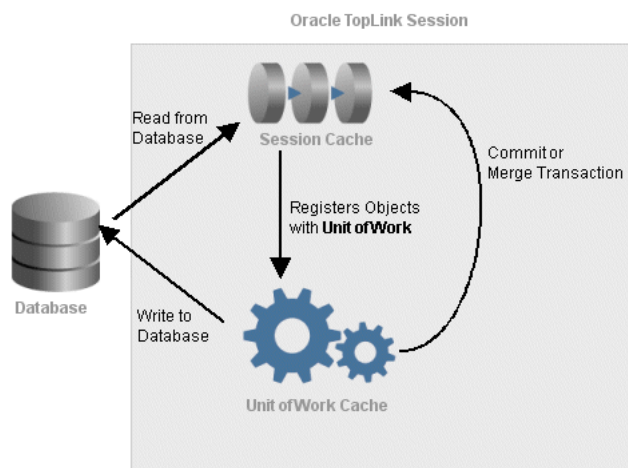 Oracle TopLink Session
Read from
Database
Session Cache
Commit or
Merge Transaction
Registers Objects
with Unit of Work
Database
Write to
Database
Unit of Work Cache